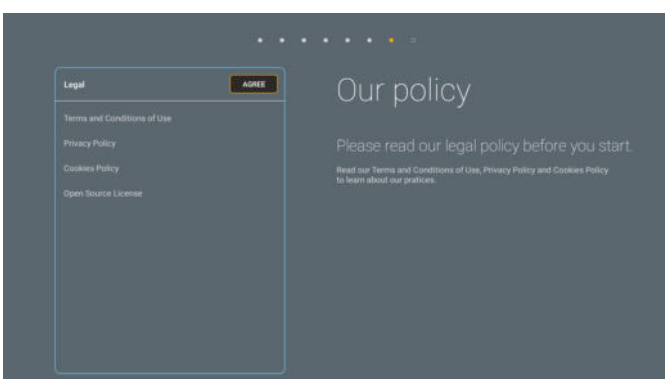 Legal
AGREE
Terms and Conditions of Use
Privacy Policy
Cookies Policy
Open Source License
Our policy
Please read our legal policy before you start.
Read our Terms and Conditions of Use, Privacy Policy and Cookies Policy
to learn about our pratices.